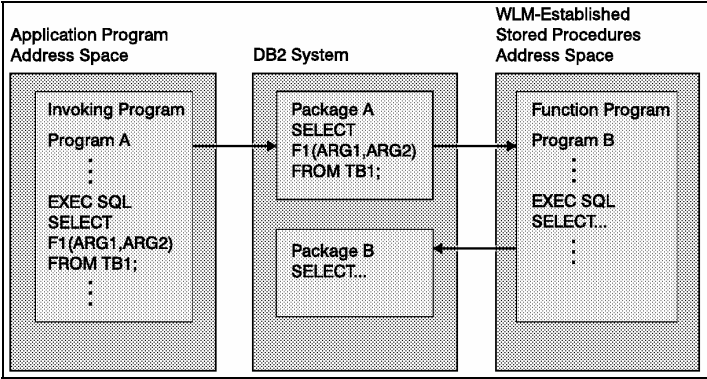 Application Program
Address Space
Invoking Program
Program A
EXEC SQL
SELECT
F1(ARG1,ARG2)
FROM TB1;
DB2 System
Package A
SELECT
F1(ARG1,ARG2)
FROM TB1;
Package B
SELECT...
WLM-Established
Stored Procedures
Address Space
Function Program
Program B
EXEC SQL
SELECT...